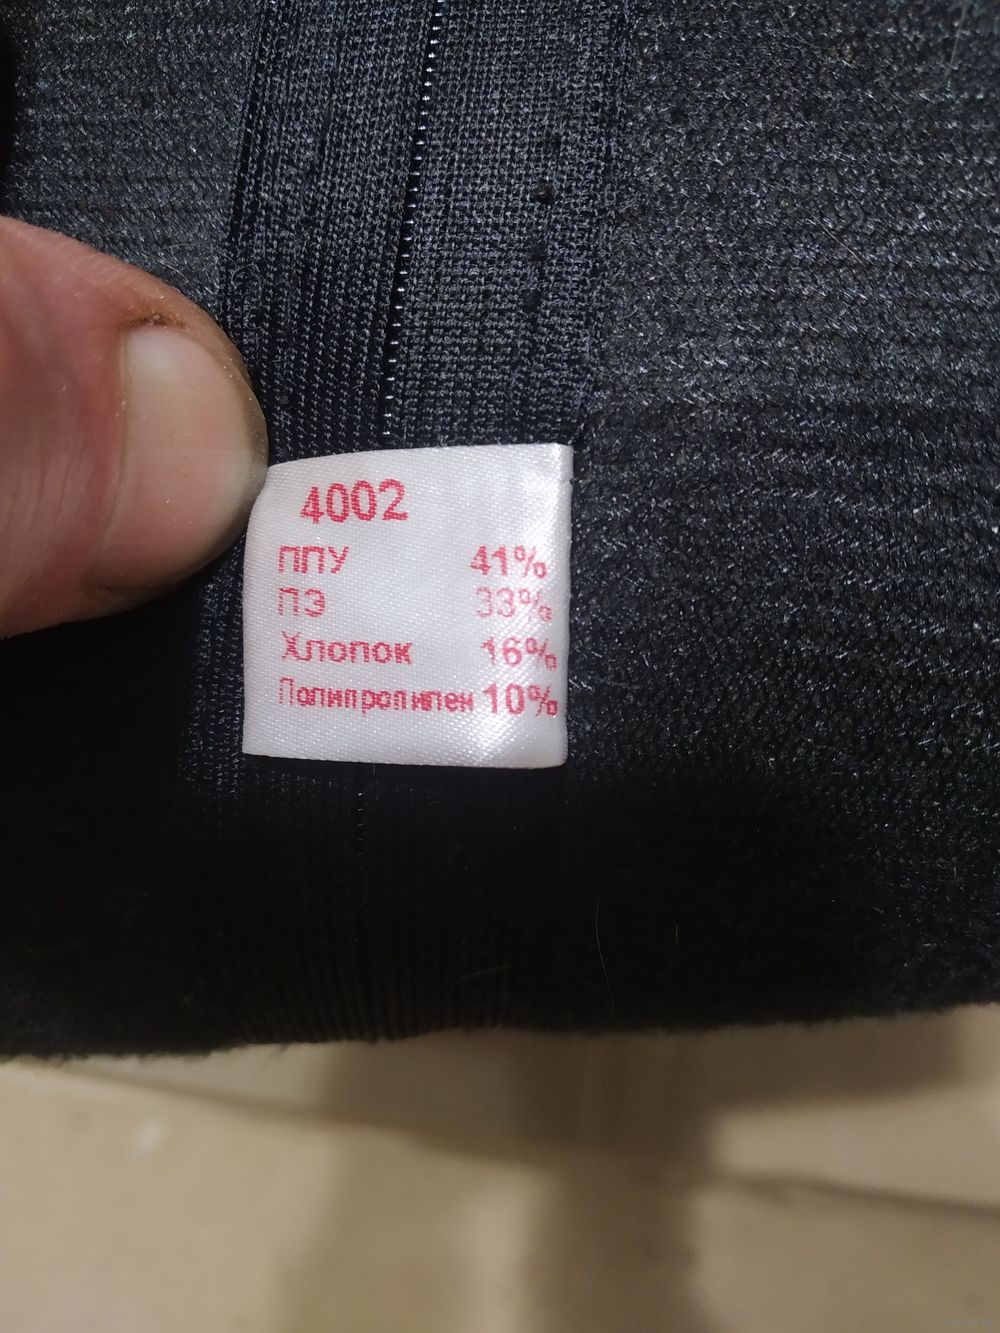 4002
ППУ 41%
ПЭ 33%
Хлопок 16%
Полипропилен 10%